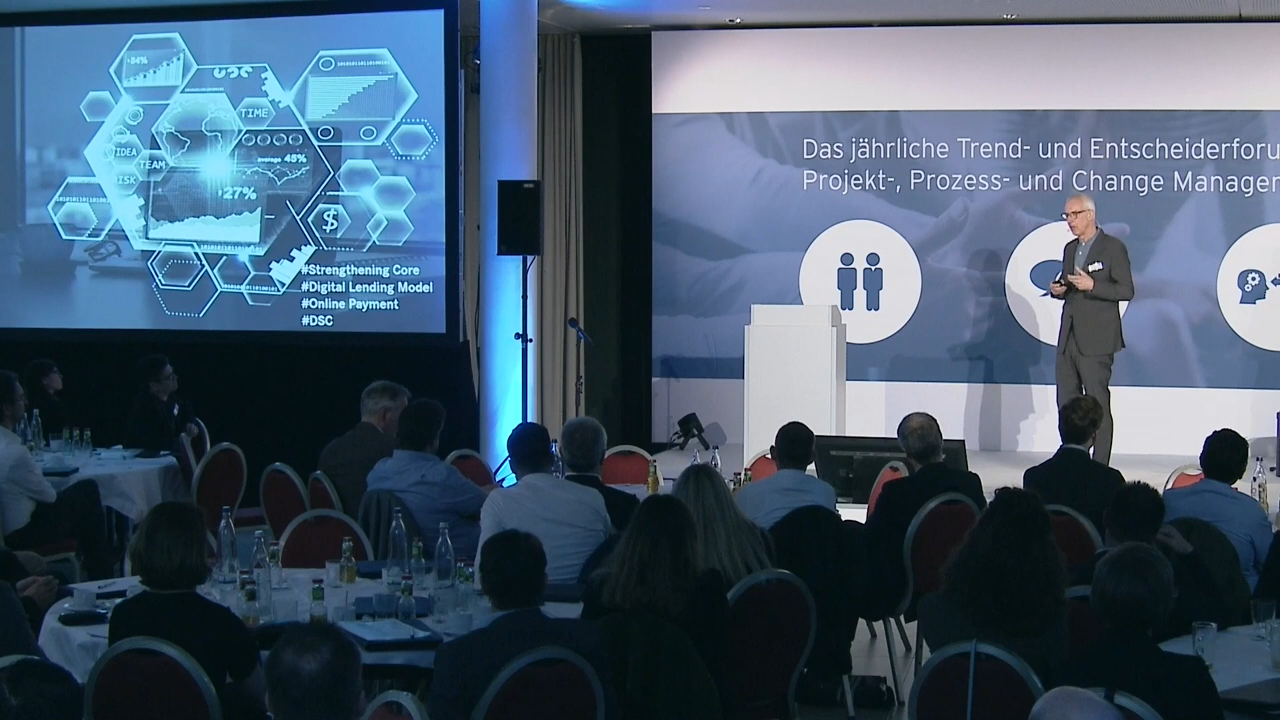 +84%
TIME
IDEA
TEAM
RISK
average 45%
+27%
$
#Strengthening Core
#Digital Lending Model
#Online Payment
#DSC
Das jährliche Trend- und Entscheiderforu
Projekt-, Prozess- und Change Manager